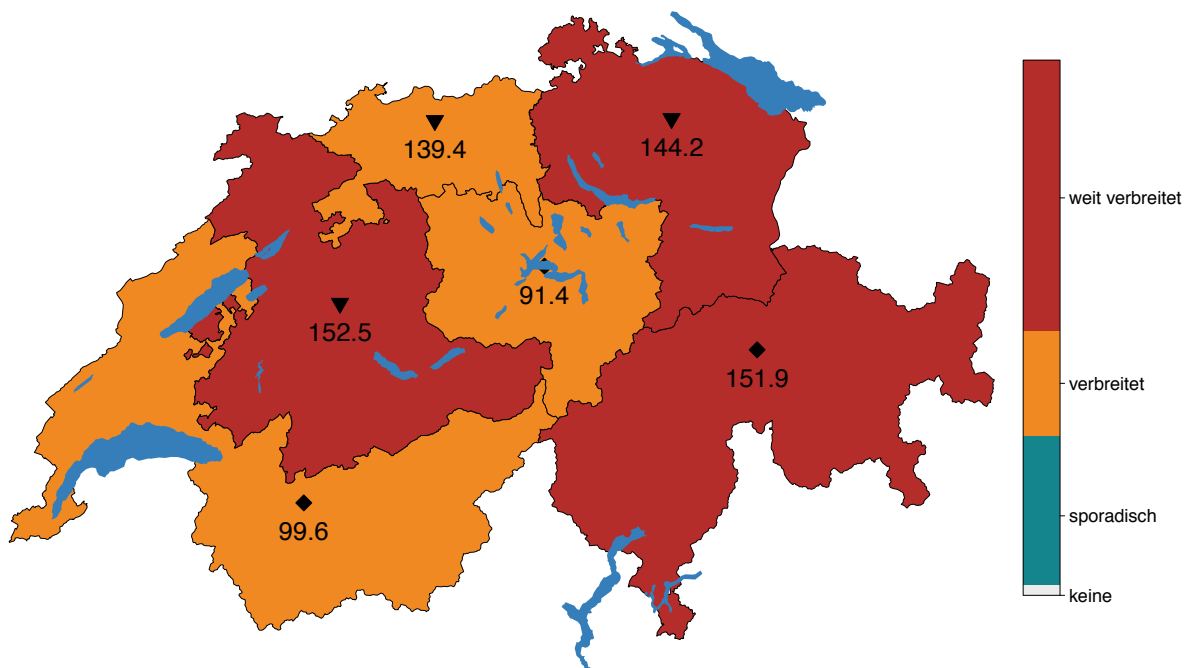 139.4
144.2
weit verbreitet
91.4
152.5
151.9
verbreitet
99.6
sporadisch
keine